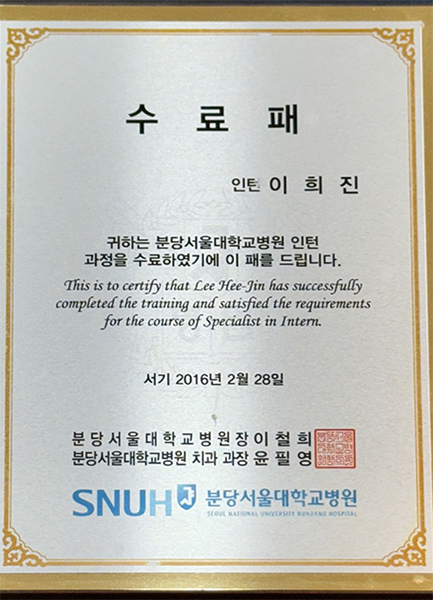 수 료 패
인턴 이 희 진
귀하는 분당서울대학교병원 인턴
과정을 수료하였기에 이 패를 드립니다.
This is to certify that Lee Hee-Jin has successfully
completed the training and satisfied the requirements
for the course of Specialist in Intern.
서기 2016년 2월 28일
분당서울대학교병원장 이 철 희
분당서울대학교병원 치과 과장 윤 필 영
SNUH 분당서울대학교병원
SEOUL NATIONAL UNIVERSITY BUNDANG HOSPITAL